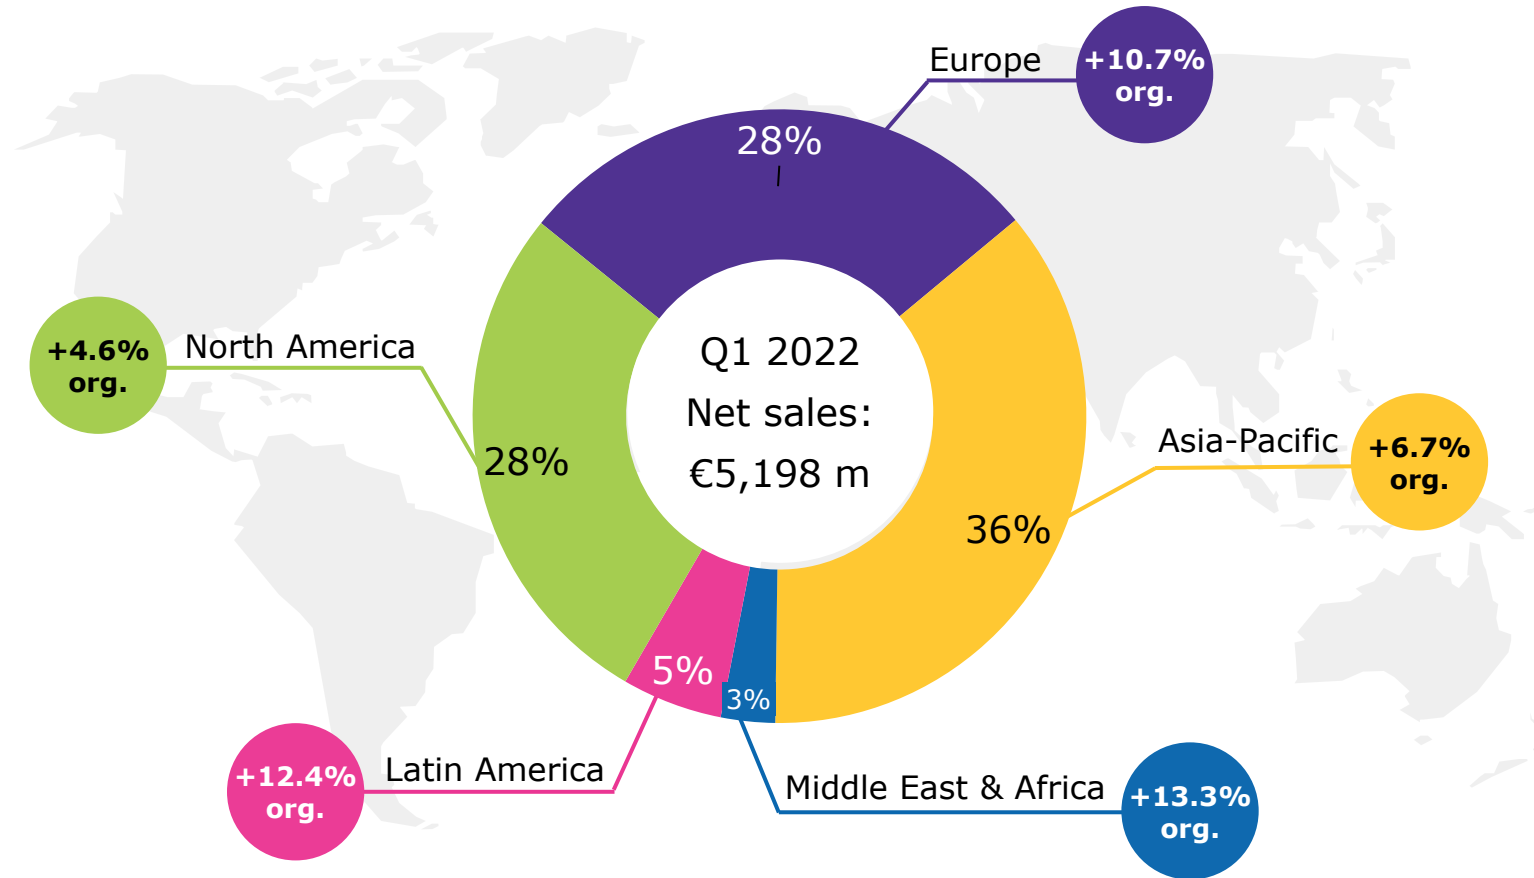 Europe
+10.7%
org.
28%
+4.6%
org.
North America
28%
Q1 2022
Net sales:
€5,198 m
Asia-Pacific
+6.7%
org.
36%
5%
3%
+12.4%
org.
Latin America
Middle East & Africa
+13.3%
org.